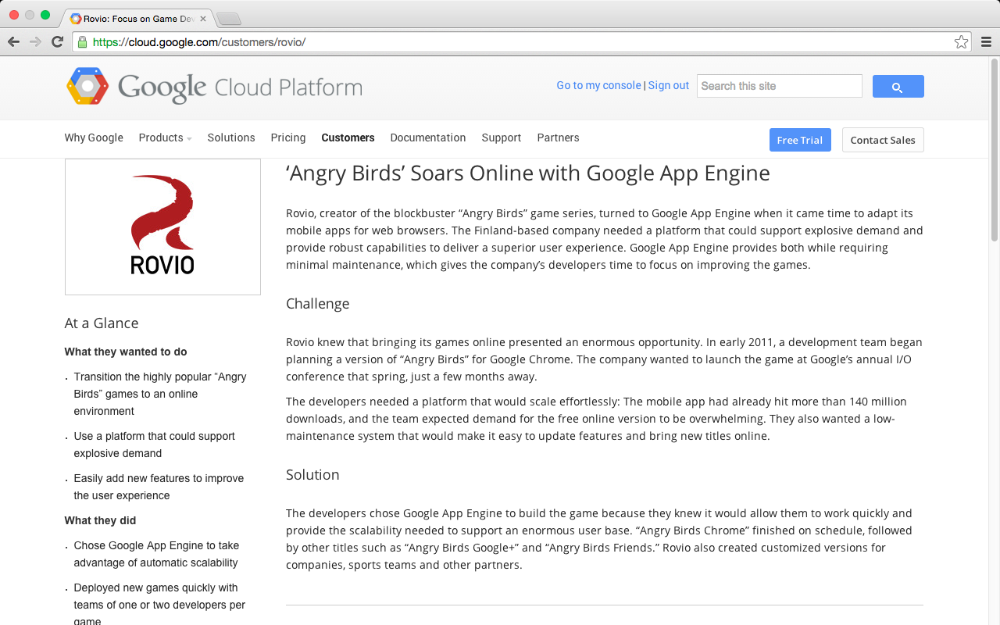 Rovio: Focus on Game Dev
https://cloud.google.com/customers/rovio/
Google Cloud Platform
Go to my console | Sign out
Search this site
Why Google
Products
Solutions
Pricing
Customers
Documentation
Support
Partners
Free Trial
Contact Sales
ROVIO
At a Glance
What they wanted to do
. Transition the highly popular “Angry
Birds” games to an online
environment
. Use a platform that could support
explosive demand
. Easily add new features to improve
the user experience
What they did
. Chose Google App Engine to take
advantage of automatic scalability
. Deployed new games quickly with
teams of one or two developers per
game
‘Angry Birds’ Soars Online with Google App Engine
Rovio, creator of the blockbuster “Angry Birds” game series, turned to Google App Engine when it came time to adapt its
mobile apps for web browsers. The Finland-based company needed a platform that could support explosive demand and
provide robust capabilities to deliver a superior user experience. Google App Engine provides both while requiring
minimal maintenance, which gives the company’s developers time to focus on improving the games.
Challenge
Rovio knew that bringing its games online presented an enormous opportunity. In early 2011, a development team began
planning a version of “Angry Birds” for Google Chrome. The company wanted to launch the game at Google’s annual I/O
conference that spring, just a few months away.
The developers needed a platform that would scale effortlessly: The mobile app had already hit more than 140 million
downloads, and the team expected demand for the free online version to be overwhelming. They also wanted a low-
maintenance system that would make it easy to update features and bring new titles online.
Solution
The developers chose Google App Engine to build the game because they knew it would allow them to work quickly and
provide the scalability needed to support an enormous user base. “Angry Birds Chrome” finished on schedule, followed
by other titles such as “Angry Birds Google+” and “Angry Birds Friends.” Rovio also created customized versions for
companies, sports teams and other partners.